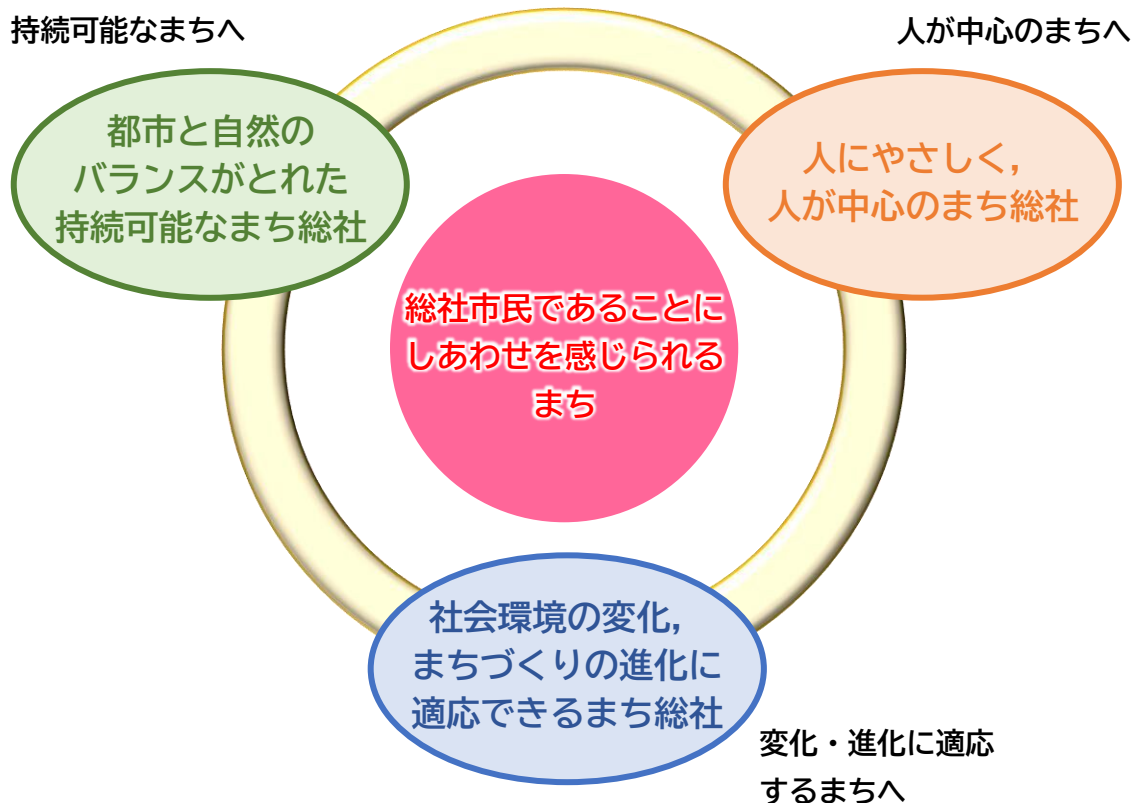 持続可能なまちへ
人が中心のまちへ
都市と自然の
バランスがとれた
持続可能なまち総社
人にやさしく,
人が中心のまち総社
総社市民であることに
しあわせを感じられる
まち
社会環境の変化,
まちづくりの進化に
適応できるまち総社
変化・進化に適応
するまちへ